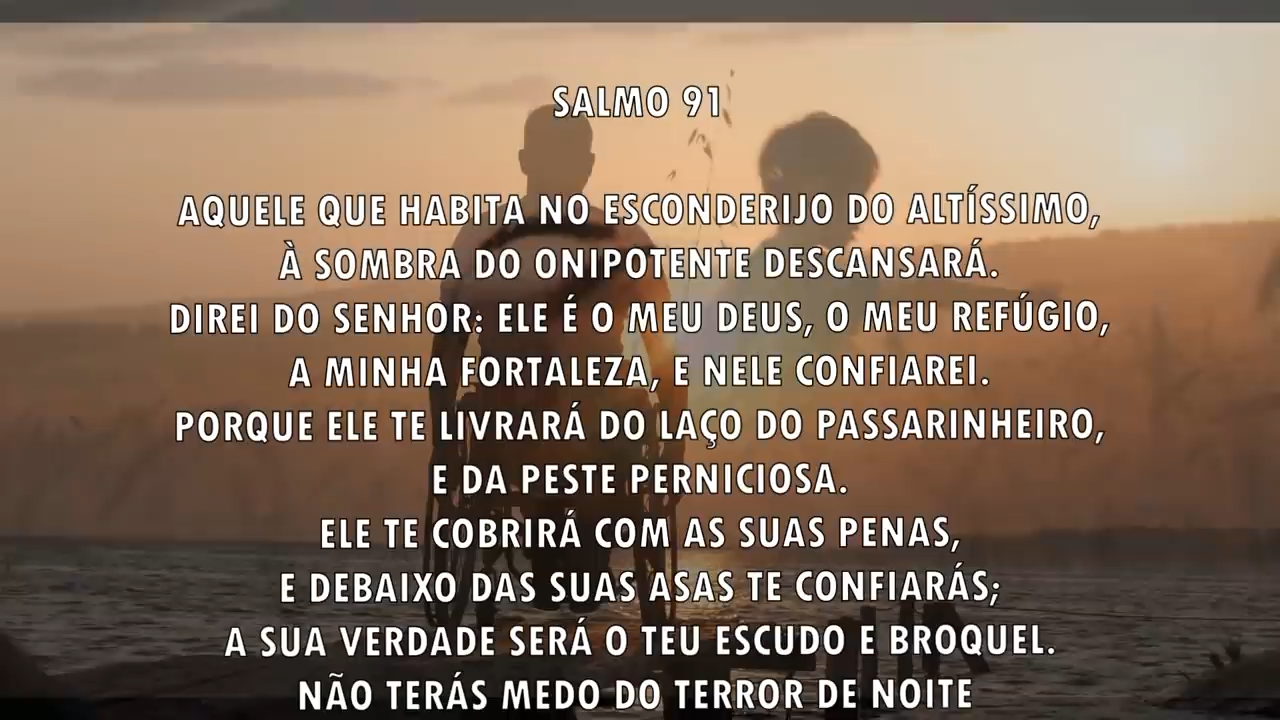 SALMO 91
AQUELE QUE HABITA NO ESCONDERIJO DO ALTÍSSIMO,
À SOMBRA DO ONIPOTENTE DESCANSARÁ.
DIREI DO SENHOR: ELE É O MEU DEUS, O MEU REFÚGIO,
A MINHA FORTALEZA, E NELE CONFIAREI.
PORQUE ELE TE LIVRARÁ DO LAÇO DO PASSARINHEIRO,
E DA PESTE PERNICIOSA.
ELE TE COBRIRÁ COM AS SUAS PENAS,
E DEBAIXO DAS SUAS ASAS TE CONFIARÁS;
A SUA VERDADE SERÁ O TEU ESCUDO E BROQUEL.
NÃO TERÁS MEDO DO TERROR DE NOITE